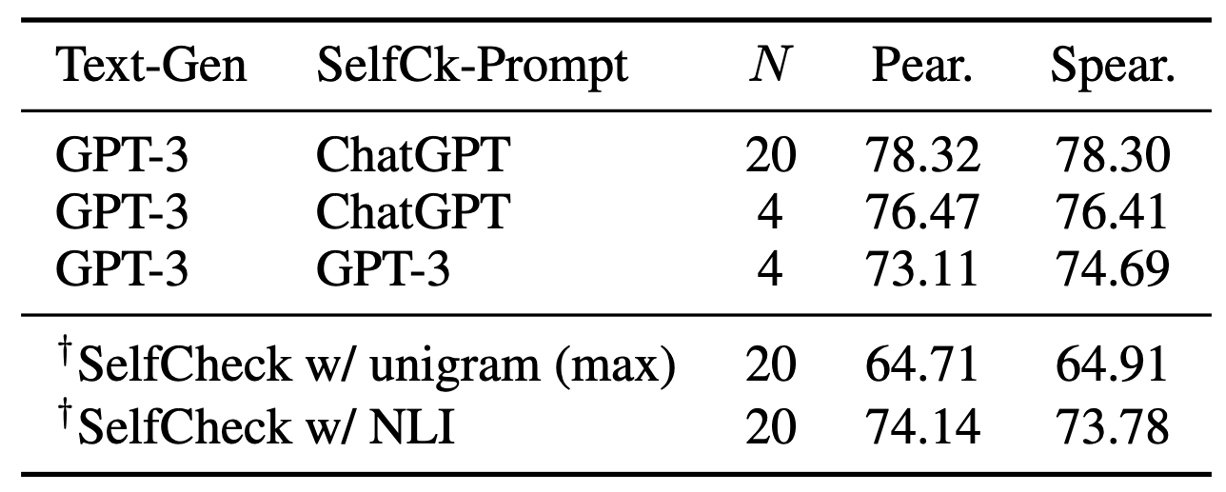 Text-Gen SelfCk-Prompt N Pear. Spear.
GPT-3 ChatGPT 20 78.32 78.30
GPT-3 ChatGPT 4 76.47 76.41
GPT-3 GPT-3 4 73.11 74.69
†SelfCheck w/ unigram (max) 20 64.71 64.91
†SelfCheck w/ NLI 20 74.14 73.78